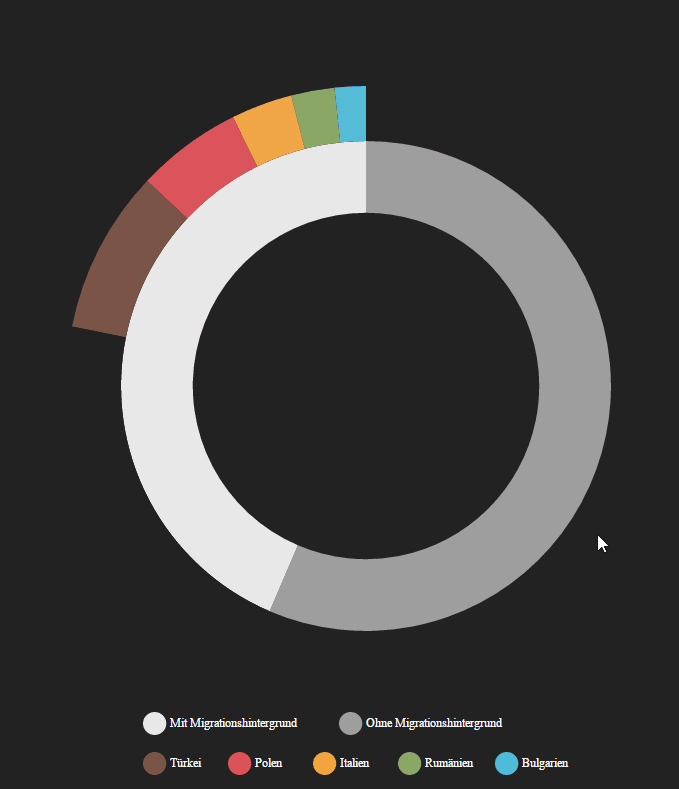 Mit Migrationshintergrund Ohne Migrationshintergrund
Türkei Polen Italien Rumänien Bulgarien